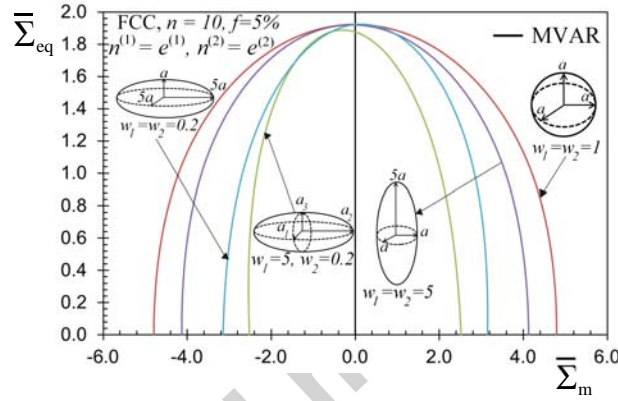 Σ̅eq
2.0
1.8
1.6
1.4
1.2
1.0
0.8
0.6
0.4
0.2
0.0
FCC, n = 10, f=5%
n⁽¹⁾ = e⁽¹⁾, n⁽²⁾ = e⁽²⁾
MVAR
a
5a
5a
w₁=w₂=0.2
a₃
a₂
a₁
w₁=5, w₂=0.2
5a
a
a
w₁=w₂=5
a
a
a
w₁=w₂=1
-6.0 -4.0 -2.0 0.0 2.0 4.0 6.0
Σ̅m